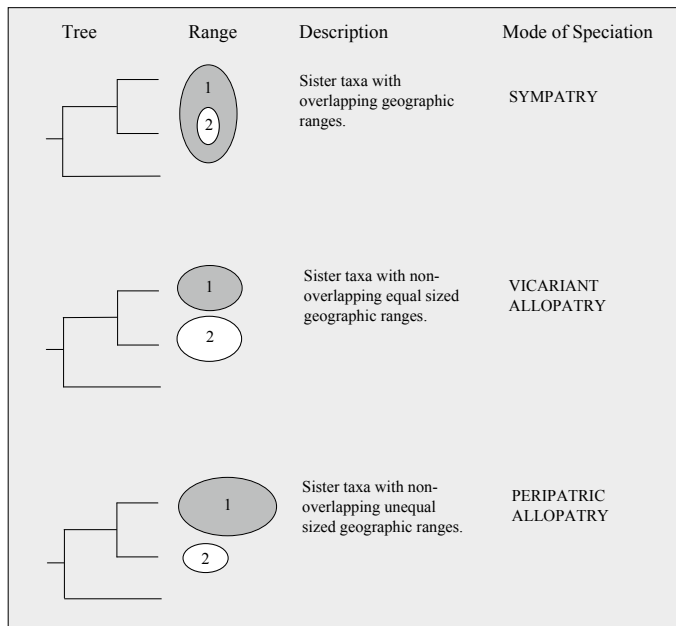 Tree Range Description Mode of Speciation
1
2
Sister taxa with
overlapping geographic
ranges.
SYMPATRY
1
2
Sister taxa with non-
overlapping equal sized
geographic ranges.
VICARIANT
ALLOPATRY
1
2
Sister taxa with non-
overlapping unequal
sized geographic ranges.
PERIPATRIC
ALLOPATRY